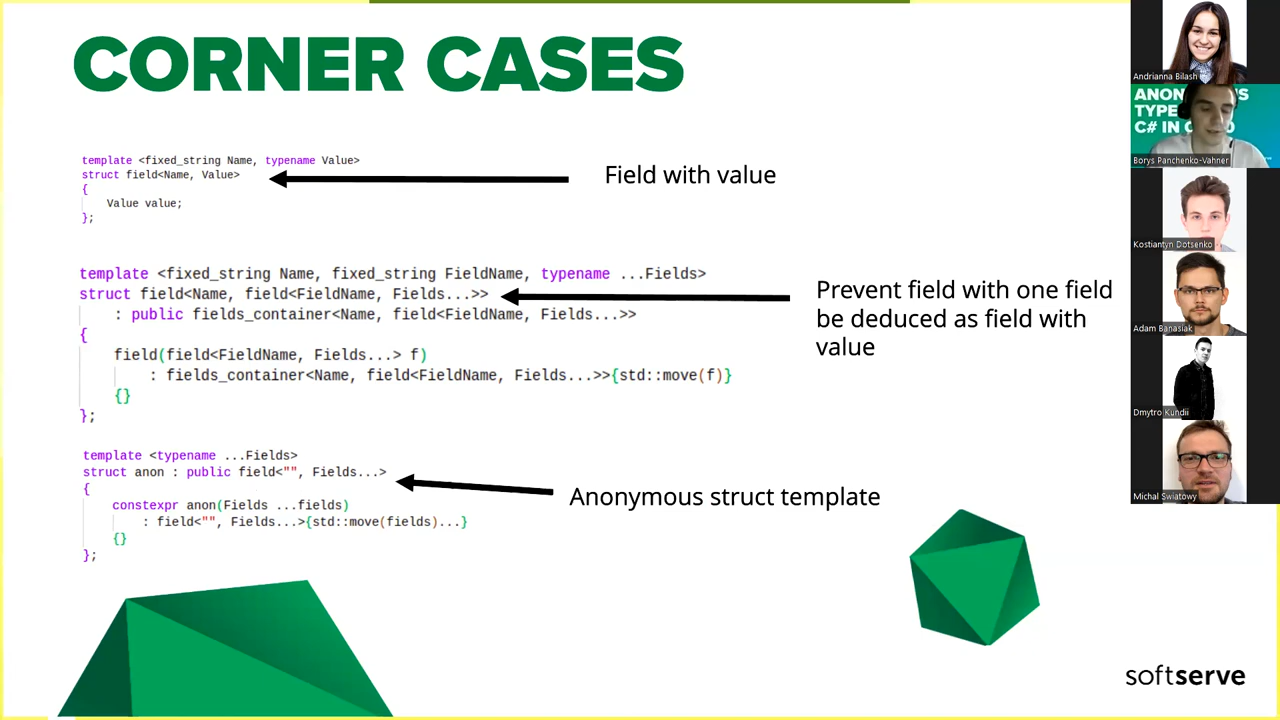 CORNER CASES
template <fixed_string Name, typename Value>
struct field<Name, Value>
{
Value value;
};
Field with value
template <fixed_string Name, fixed_string FieldName, typename ...Fields>
struct field<Name, field<FieldName, Fields...>>
: public fields_container<Name, field<FieldName, Fields...>>
{
field(field<FieldName, Fields...> f)
: fields_container<Name, field<FieldName, Fields...>>{std::move(f)}
{}
};
Prevent field with one field
be deduced as field with
value
template <typename ...Fields>
struct anon : public field<"", Fields...>
{
constexpr anon(Fields ...fields)
: field<"", Fields...>{std::move(fields)...}
{}
};
Anonymous struct template
softserve
Andrianna Bilash
TYPE
C# IN
Borys Panchenko-Vahner
Kostiantyn Dotsenko
Adam Banasiak
Dmytro Kundii
Michal Swiatowy